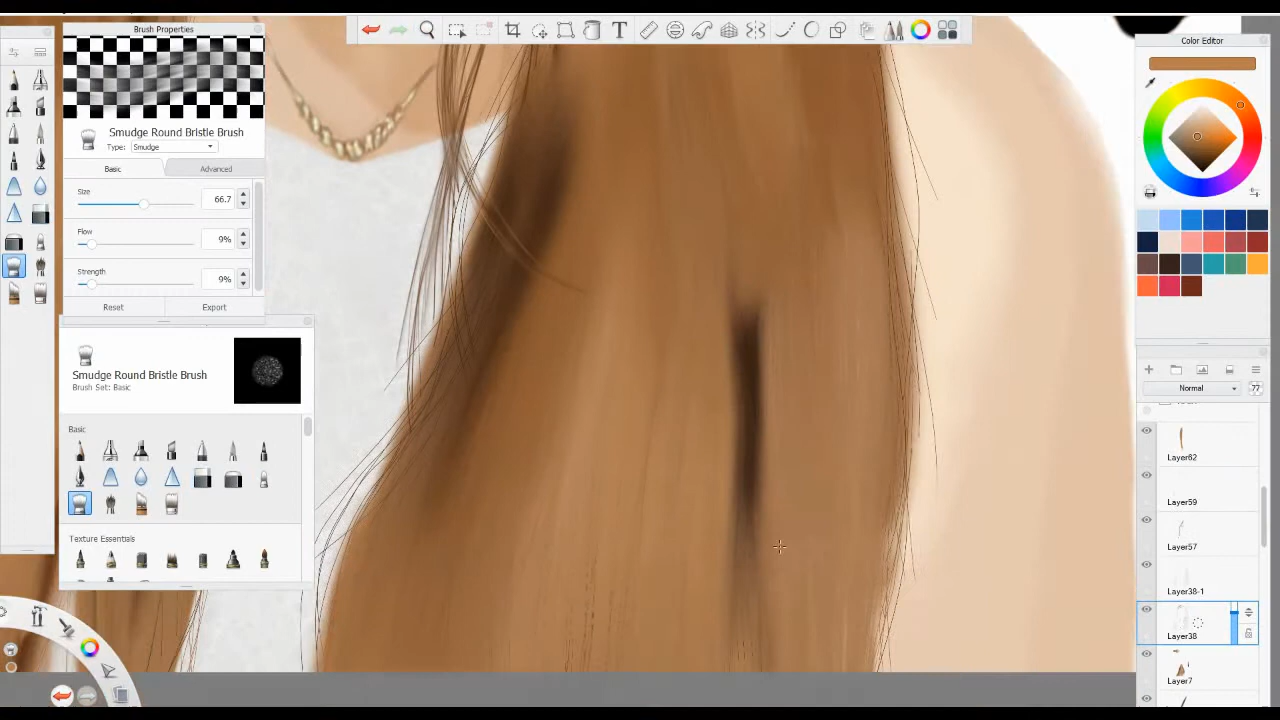 Brush Properties
Smudge Round Bristle Brush
Type: Smudge
Basic
Advanced
Size
66.7
Flow
9%
Strength
9%
Reset
Export
Smudge Round Bristle Brush
Brush Set: Basic
Basic
Texture Essentials
T
Color Editor
Normal
77
Layer62
Layer59
Layer57
Layer38-1
Layer38
Layer7